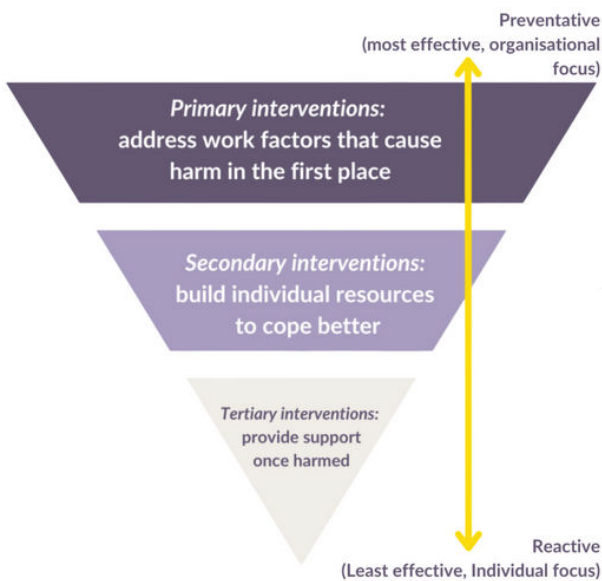 Preventative
(most effective, organisational
focus)
Primary interventions:
address work factors that cause
harm in the first place
Secondary interventions:
build individual resources
to cope better
Tertiary interventions:
provide support
once harmed
Reactive
(Least effective, Individual focus)